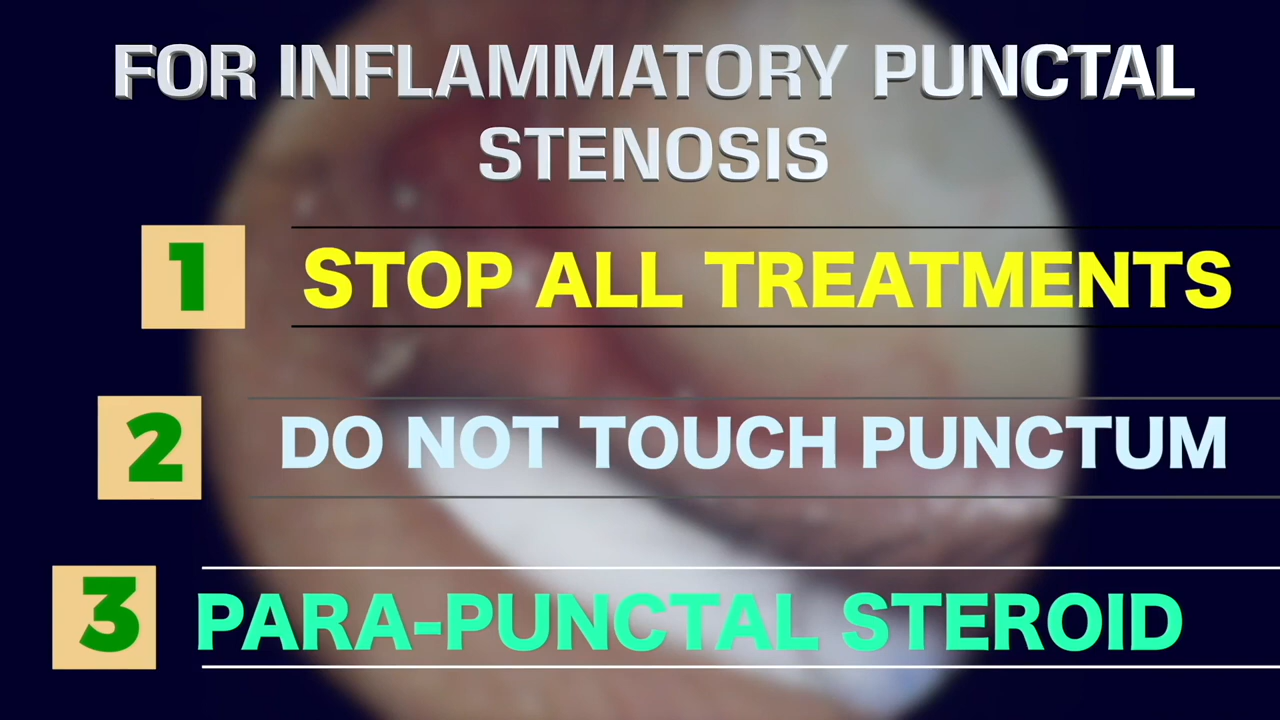 FOR INFLAMMATORY PUNCTAL
STENOSIS
1 STOP ALL TREATMENTS
2 DO NOT TOUCH PUNCTUM
3 PARA-PUNCTAL STEROID